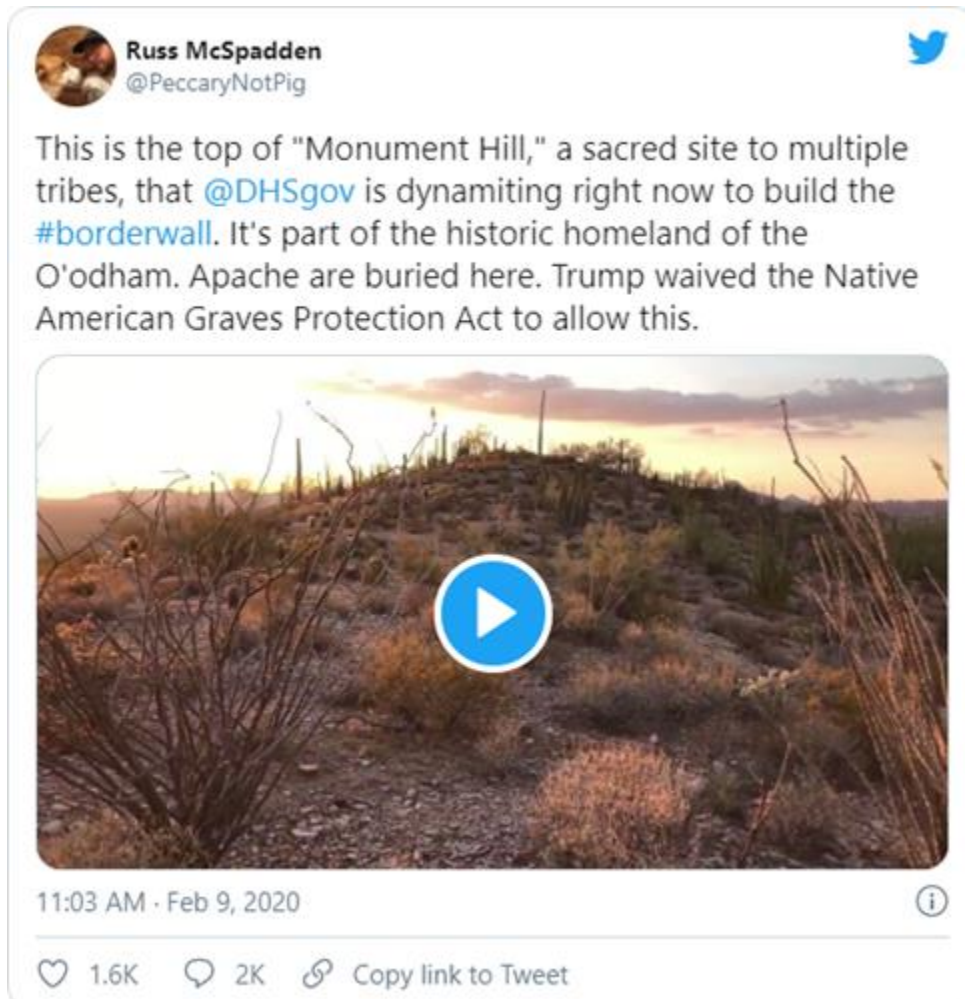 Russ McSpadden
@PeccaryNotPig
This is the top of "Monument Hill," a sacred site to multiple
tribes, that @DHSgov is dynamiting right now to build the
#borderwall. It's part of the historic homeland of the
O'odham. Apache are buried here. Trump waived the Native
American Graves Protection Act to allow this.
11:03 AM · Feb 9, 2020
1.6K 2K Copy link to Tweet